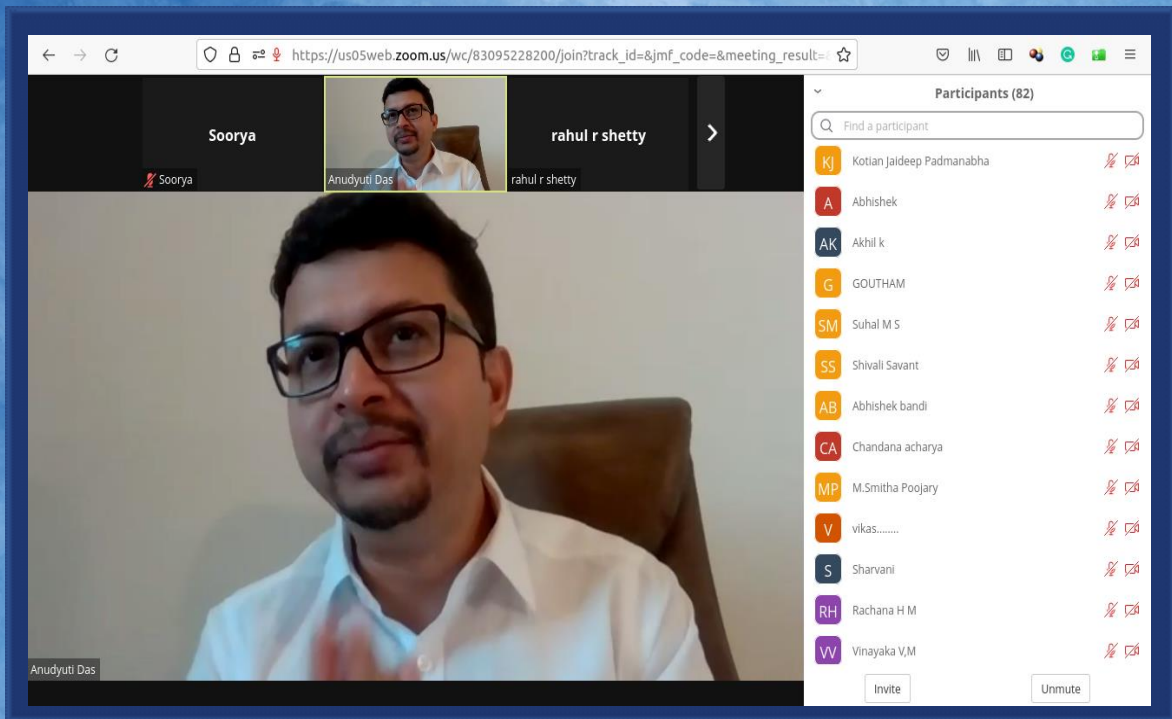 https://us05web.zoom.us/wc/83095228200/join?track_id=&jmf_code=&meeting_result=
Soorya
rahul r shetty
Soorya
Anudyuti Das
rahul r shetty
Anudyuti Das
Participants (82)
Find a participant
KJ Kotian Jaideep Padmanabha
A Abhishek
AK Akhil k
G GOUTHAM
SM Suhal M S
SS Shivali Savant
AB Abhishek bandi
CA Chandana acharya
MP M.Smitha Poojary
V vikas........
S Sharvani
RH Rachana H M
VV Vinayaka V,M
Invite Unmute